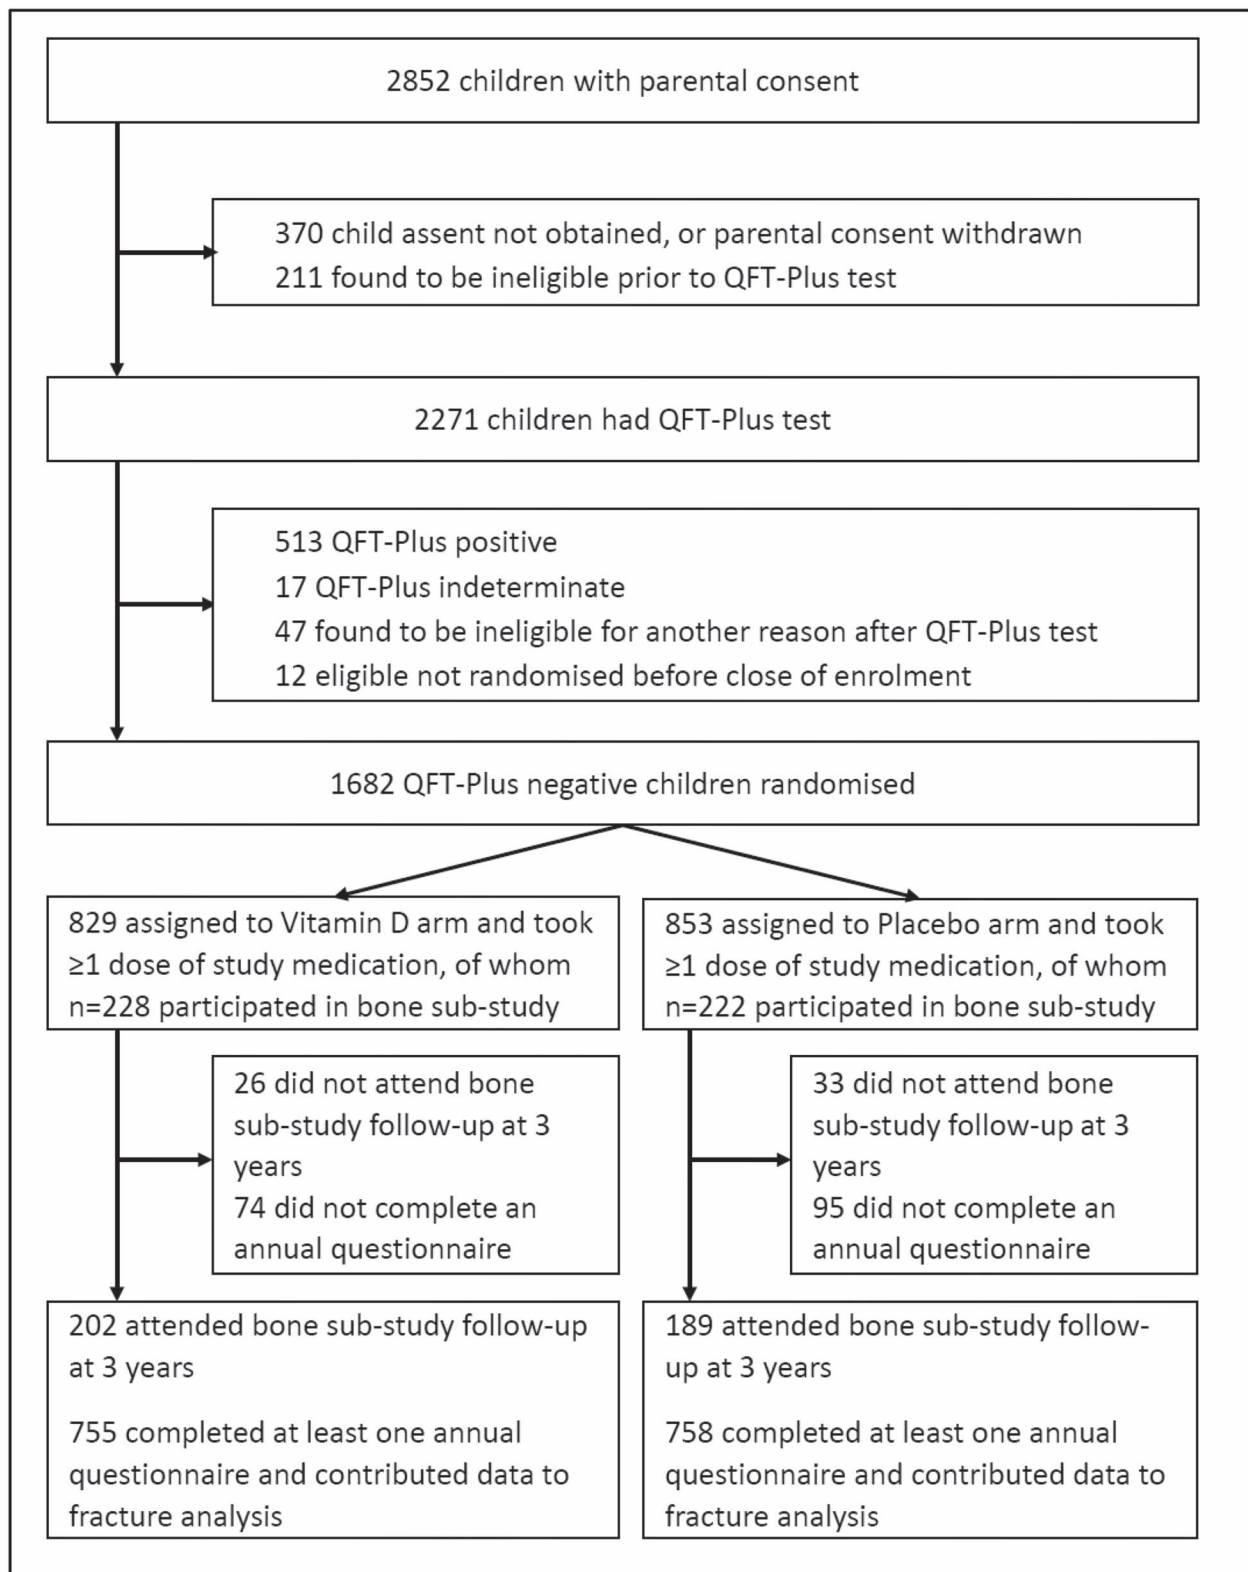 2852 children with parental consent
370 child assent not obtained, or parental consent withdrawn
211 found to be ineligible prior to QFT-Plus test
2271 children had QFT-Plus test
513 QFT-Plus positive
17 QFT-Plus indeterminate
47 found to be ineligible for another reason after QFT-Plus test
12 eligible not randomised before close of enrolment
1682 QFT-Plus negative children randomised
829 assigned to Vitamin D arm and took
≥1 dose of study medication, of whom
n=228 participated in bone sub-study
853 assigned to Placebo arm and took
≥1 dose of study medication, of whom
n=222 participated in bone sub-study
26 did not attend bone
sub-study follow-up at 3
years
74 did not complete an
annual questionnaire
33 did not attend bone
sub-study follow-up at 3
years
95 did not complete an
annual questionnaire
202 attended bone sub-study follow-up
at 3 years
755 completed at least one annual
questionnaire and contributed data to
fracture analysis
189 attended bone sub-study follow-
up at 3 years
758 completed at least one annual
questionnaire and contributed data to
fracture analysis